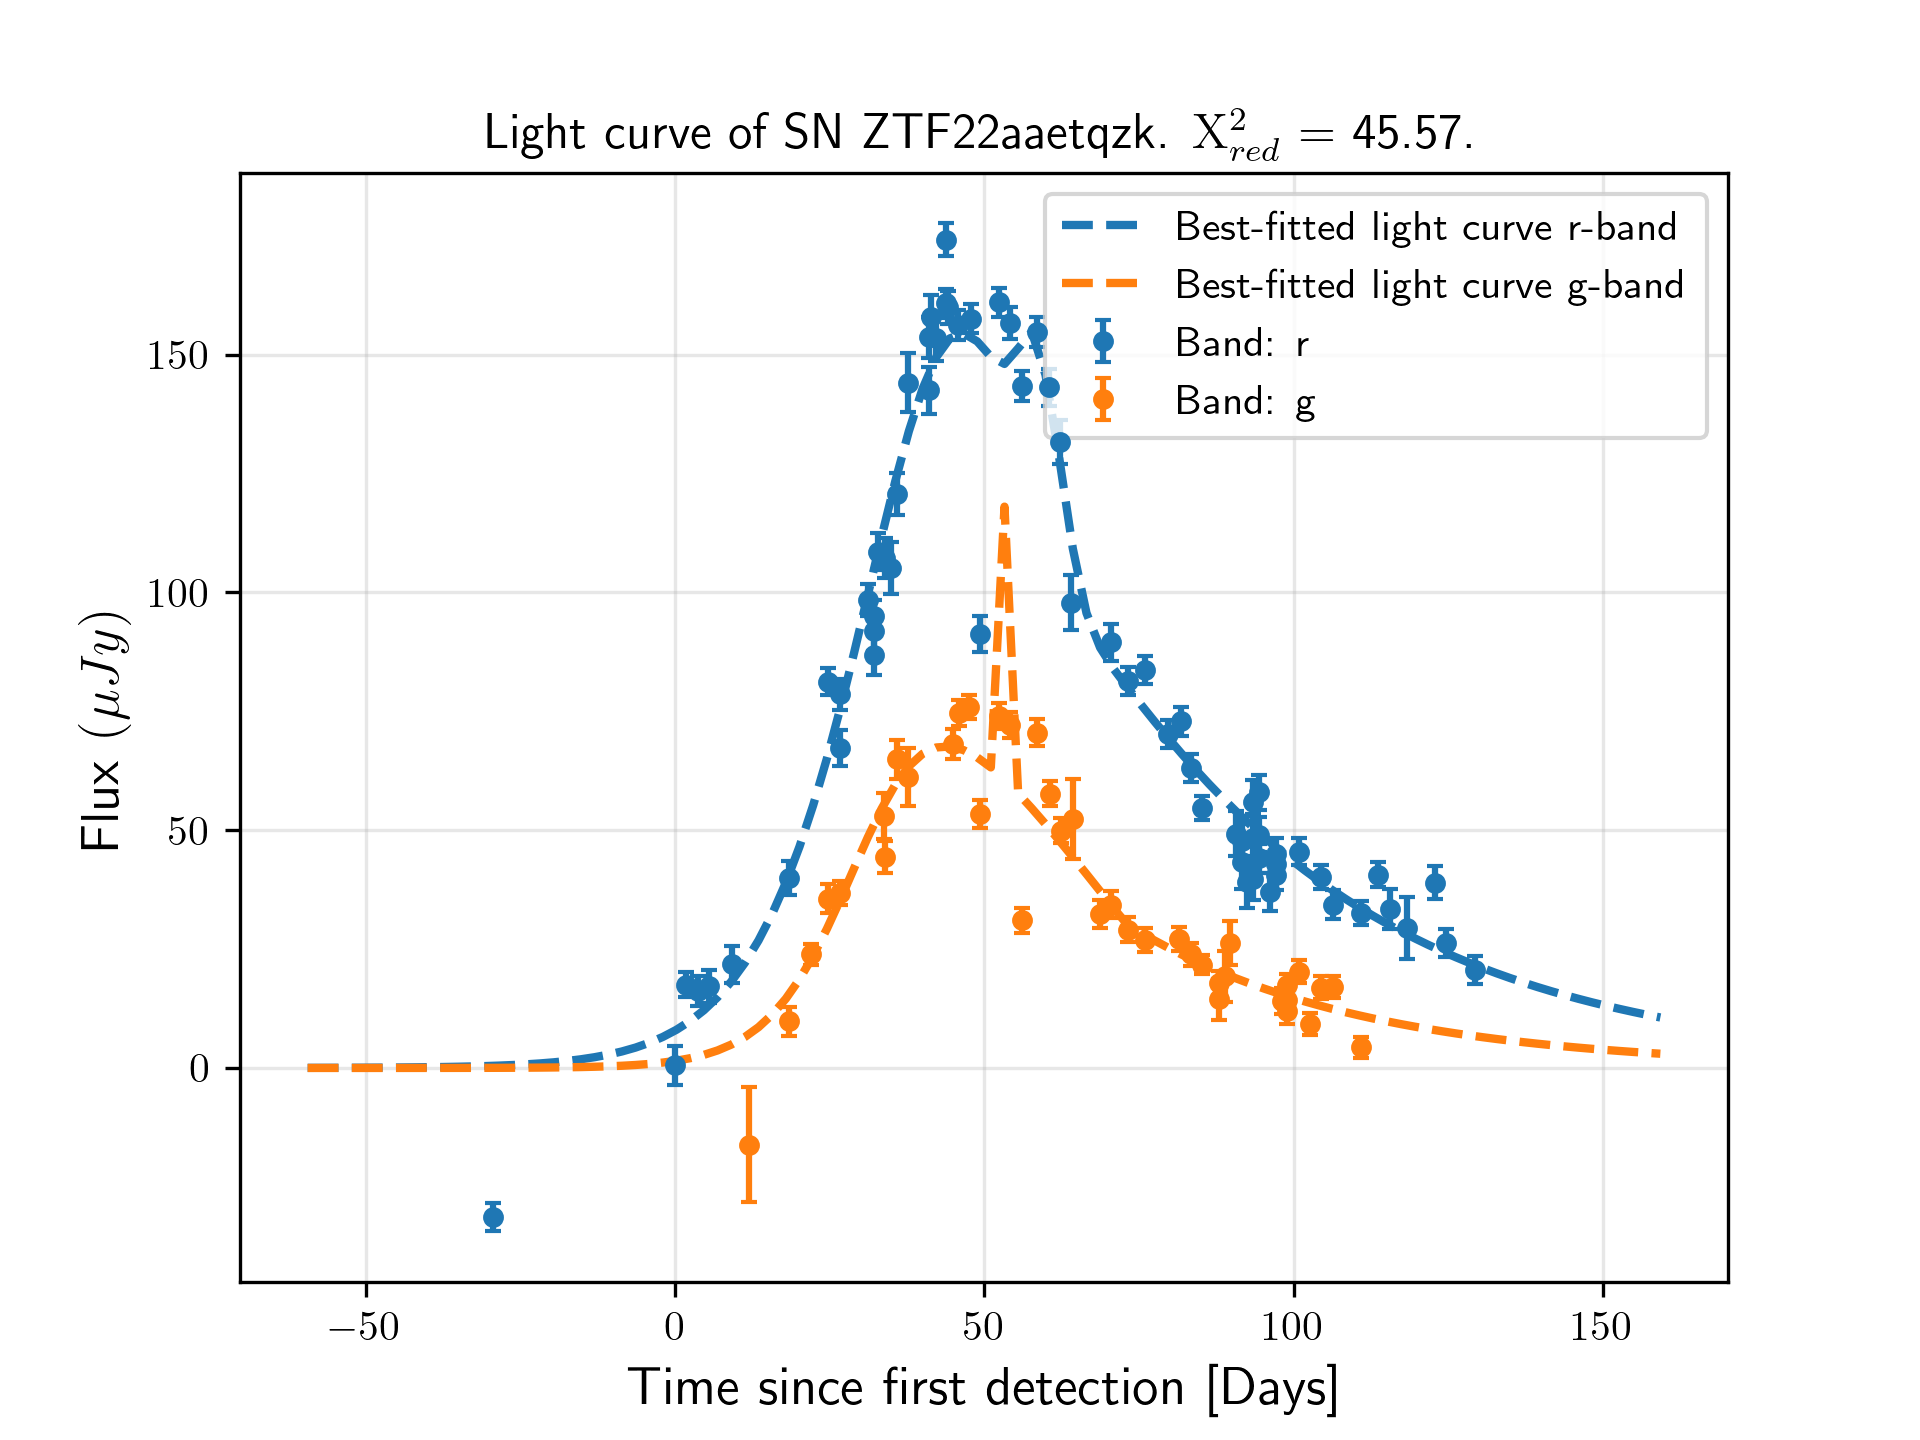 Light curve of SN ZTF22aaetqzk. X²_red = 45.57.
Best-fitted light curve r-band
Best-fitted light curve g-band
Band: r
Band: g
150
100
50
0
Flux (μJy)
−50 0 50 100 150
Time since first detection [Days]